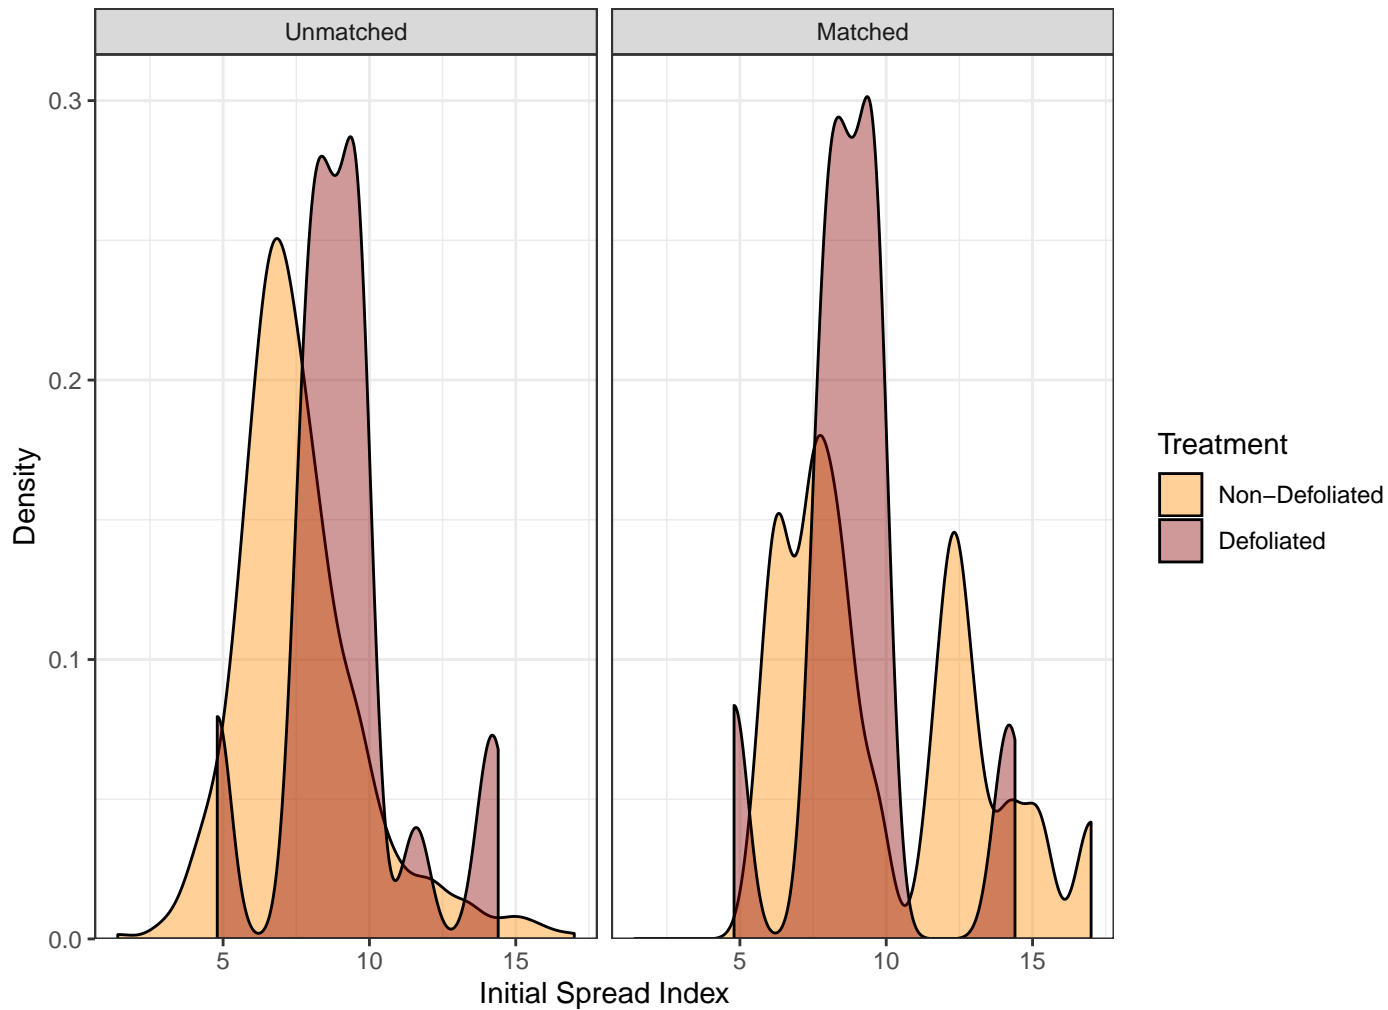 Unmatched
Matched
Density
0.3
0.2
0.1
0.0
5
10
15
5
10
15
Initial Spread Index
Treatment
Non−Defoliated
Defoliated